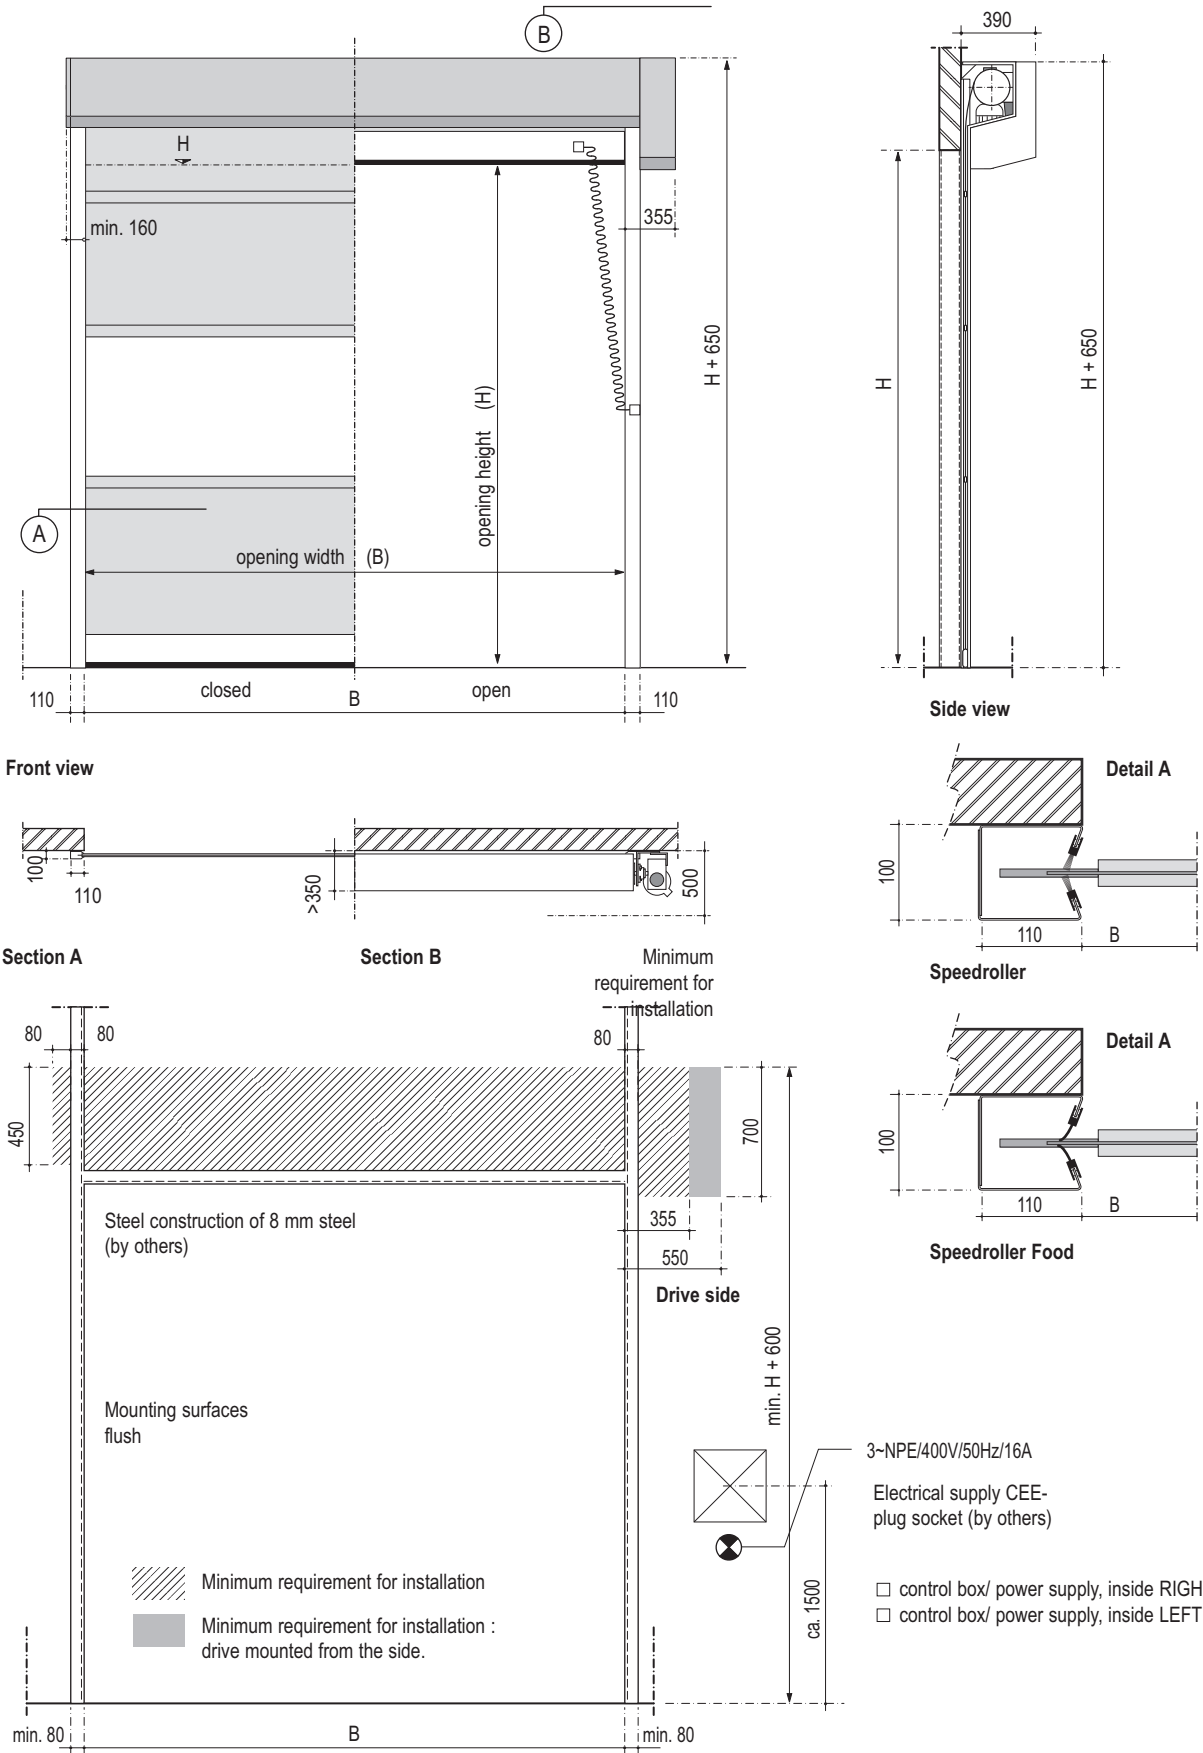 B
390
H
min. 160
355
H + 650
opening height (H)
H
H + 650
A
opening width (B)
closed
open
110
B
110
Side view
Front view
Detail A
100
110
>350
500
100
110
B
Section A
Section B
Minimum
requirement for
installation
Speedroller
80
80
80
Detail A
450
700
100
355
550
110
B
Steel construction of 8 mm steel
(by others)
Speedroller Food
Drive side
min. H + 600
Mounting surfaces
flush
3~NPE/400V/50Hz/16A
Electrical supply CEE-
plug socket (by others)
ca. 1500
Minimum requirement for installation
Minimum requirement for installation :
drive mounted from the side.
control box/ power supply, inside RIGH
control box/ power supply, inside LEFT
min. 80
B
min. 80